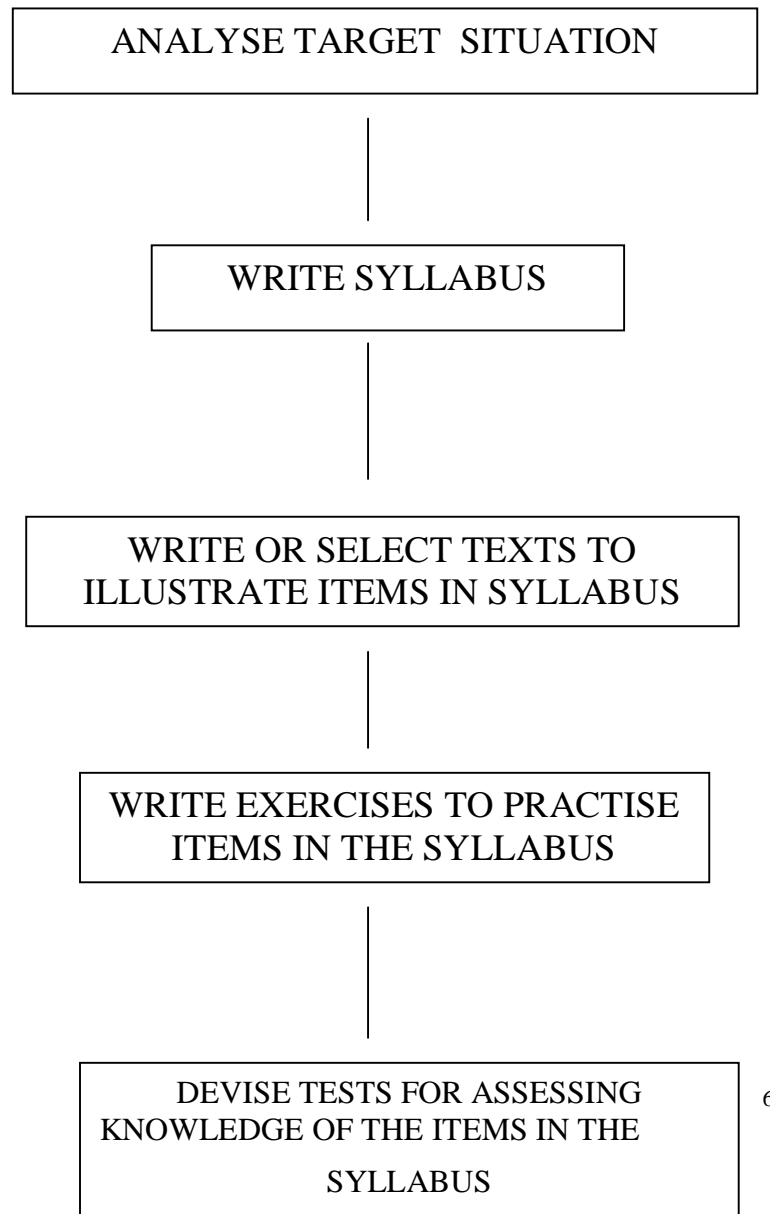 ANALYSE TARGET SITUATION
WRITE SYLLABUS
WRITE OR SELECT TEXTS TO
ILLUSTRATE ITEMS IN SYLLABUS
WRITE EXERCISES TO PRACTISE
ITEMS IN THE SYLLABUS
DEVISE TESTS FOR ASSESSING
KNOWLEDGE OF THE ITEMS IN THE
SYLLABUS